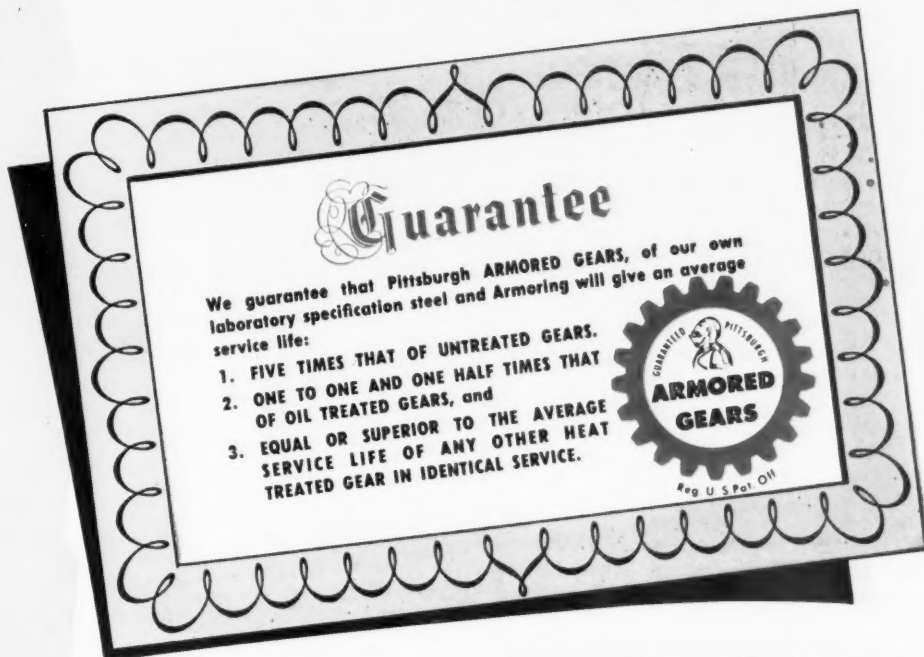 Guarantee
We guarantee that Pittsburgh ARMORED GEARS, of our own
laboratory specification steel and Armoring will give an average
service life:
1. FIVE TIMES THAT OF UNTREATED GEARS.
2. ONE TO ONE AND ONE HALF TIMES THAT
OF OIL TREATED GEARS, and
3. EQUAL OR SUPERIOR TO THE AVERAGE
SERVICE LIFE OF ANY OTHER HEAT
TREATED GEAR IN IDENTICAL SERVICE.
GUARANTEED PITTSBURGH
ARMORED
GEARS
Reg U S Pat. Off